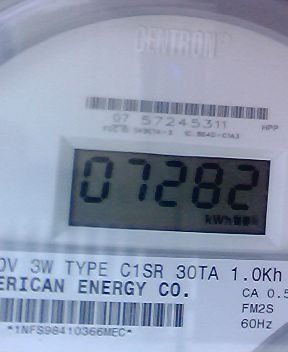 CENTRON®
07 57245311
07282
kWh
0V 3W TYPE C1SR 30TA 1.0Kh
ERICAN ENERGY CO.
CA 0.5
FM2S
60Hz
*1NFS98410366MEC*